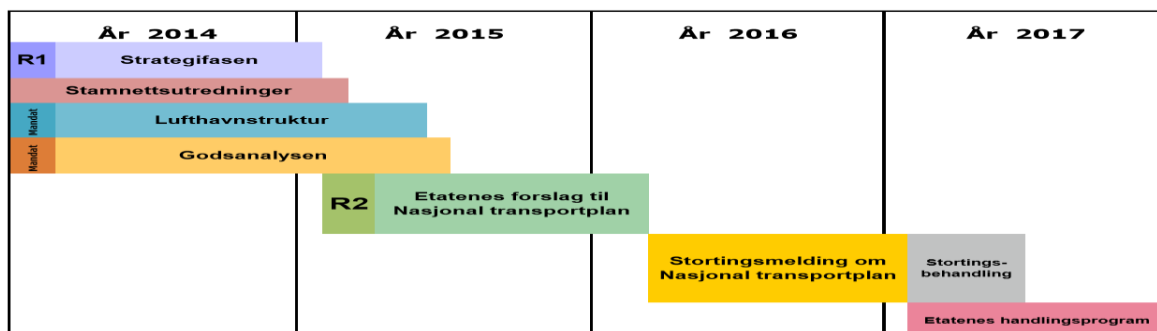 År 2014 År 2015 År 2016 År 2017
R1 Strategifasen
Stamnettsutredninger
Mandat Lufthavnstruktur
Mandat Godsanalysen
R2 Etatenes forslag til
Nasjonal transportplan
Stortingsmelding om
Nasjonal transportplan
Stortings-
behandling
Etatenes handlingsprogram